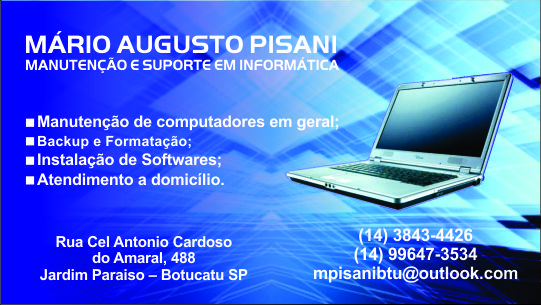 MÁRIO AUGUSTO PISANI
MANUTENÇÃO E SUPORTE EM INFORMÁTICA
Manutenção de computadores em geral;
Backup e Formatação;
Instalação de Softwares;
Atendimento a domicílio.
Rua Cel Antonio Cardoso
do Amaral, 488
Jardim Paraiso – Botucatu SP
(14) 3843-4426
(14) 99647-3534
mpisanibtu@outlook.com